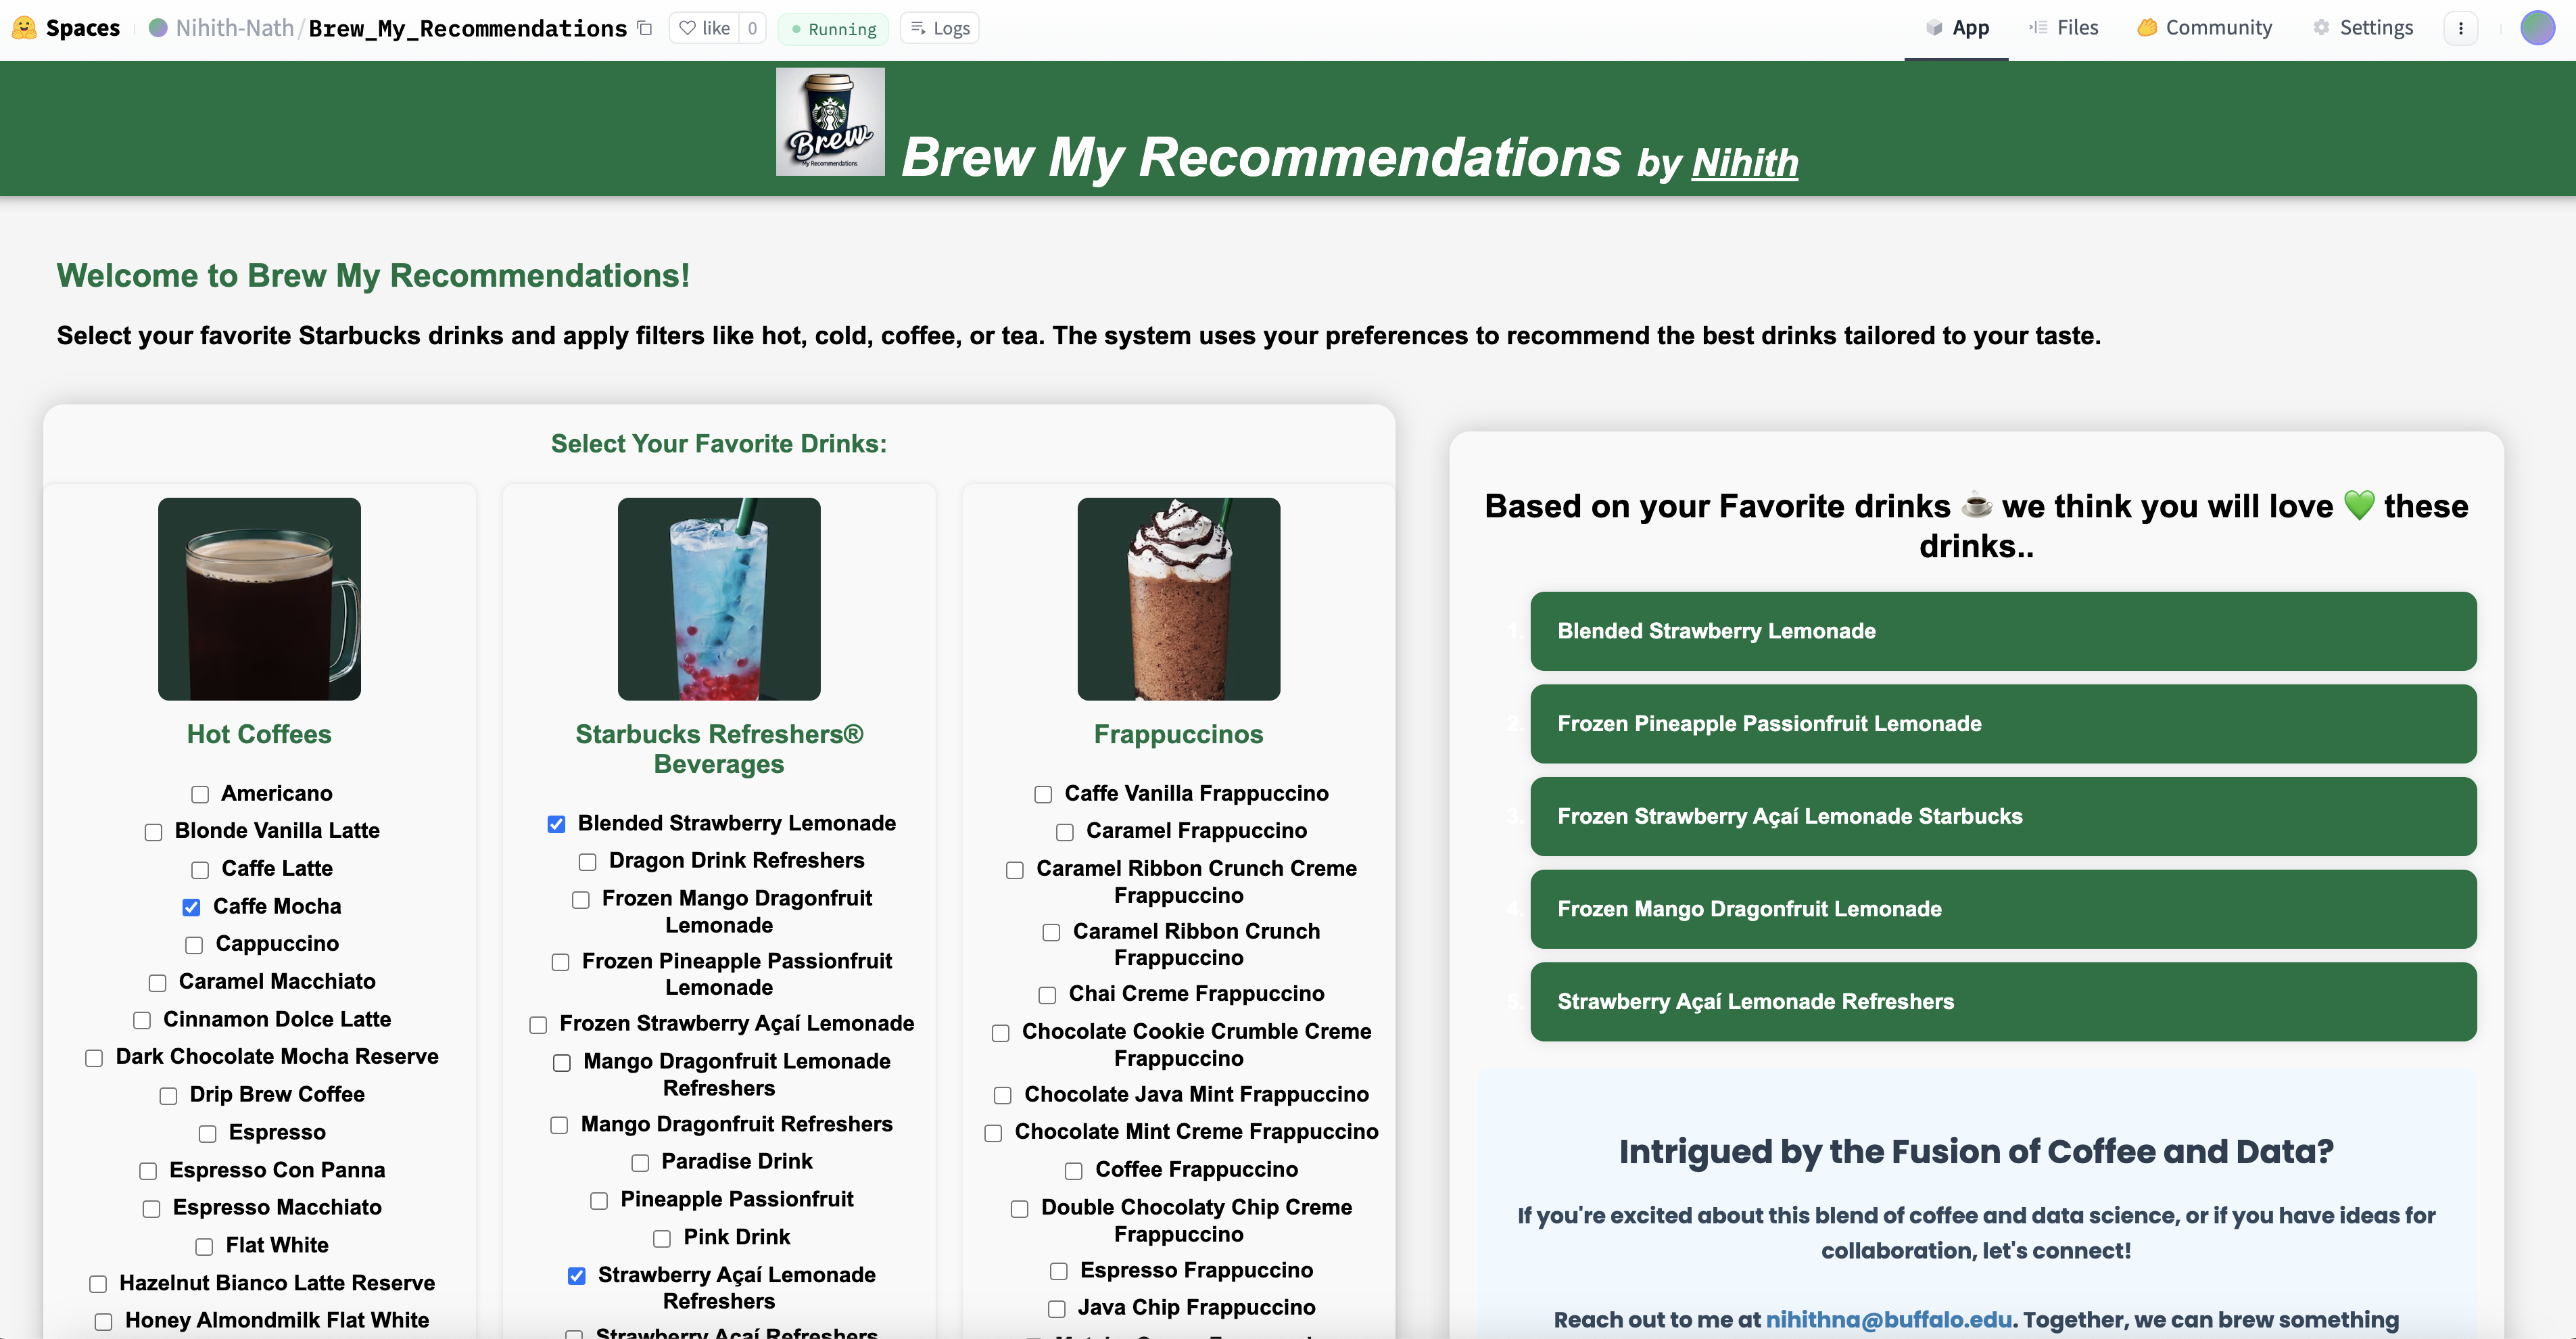 Spaces
Nihith-Nath/Brew_My_Recommendations
like 0
Running
Logs
App
Files
Community
Settings
Brew
My Recommendations
Brew My Recommendations by Nihith
Welcome to Brew My Recommendations!
Select your favorite Starbucks drinks and apply filters like hot, cold, coffee, or tea. The system uses your preferences to recommend the best drinks tailored to your taste.
Select Your Favorite Drinks:
Hot Coffees
Americano
Blonde Vanilla Latte
Caffe Latte
Caffe Mocha
Cappuccino
Caramel Macchiato
Cinnamon Dolce Latte
Dark Chocolate Mocha Reserve
Drip Brew Coffee
Espresso
Espresso Con Panna
Espresso Macchiato
Flat White
Hazelnut Bianco Latte Reserve
Honey Almondmilk Flat White
Starbucks Refreshers®
Beverages
Blended Strawberry Lemonade
Dragon Drink Refreshers
Frozen Mango Dragonfruit
Lemonade
Frozen Pineapple Passionfruit
Lemonade
Frozen Strawberry Açaí Lemonade
Mango Dragonfruit Lemonade
Refreshers
Mango Dragonfruit Refreshers
Paradise Drink
Pineapple Passionfruit
Pink Drink
Strawberry Açaí Lemonade
Refreshers
Strawberry Açaí Refreshers
Frappuccinos
Caffe Vanilla Frappuccino
Caramel Frappuccino
Caramel Ribbon Crunch Creme
Frappuccino
Caramel Ribbon Crunch
Frappuccino
Chai Creme Frappuccino
Chocolate Cookie Crumble Creme
Frappuccino
Chocolate Java Mint Frappuccino
Chocolate Mint Creme Frappuccino
Coffee Frappuccino
Double Chocolaty Chip Creme
Frappuccino
Espresso Frappuccino
Java Chip Frappuccino
Based on your Favorite drinks ☕ we think you will love 💚 these
drinks..
1. Blended Strawberry Lemonade
2. Frozen Pineapple Passionfruit Lemonade
3. Frozen Strawberry Açaí Lemonade Starbucks
4. Frozen Mango Dragonfruit Lemonade
5. Strawberry Açaí Lemonade Refreshers
Intrigued by the Fusion of Coffee and Data?
If you're excited about this blend of coffee and data science, or if you have ideas for
collaboration, let's connect!
Reach out to me at nihithna@buffalo.edu. Together, we can brew something